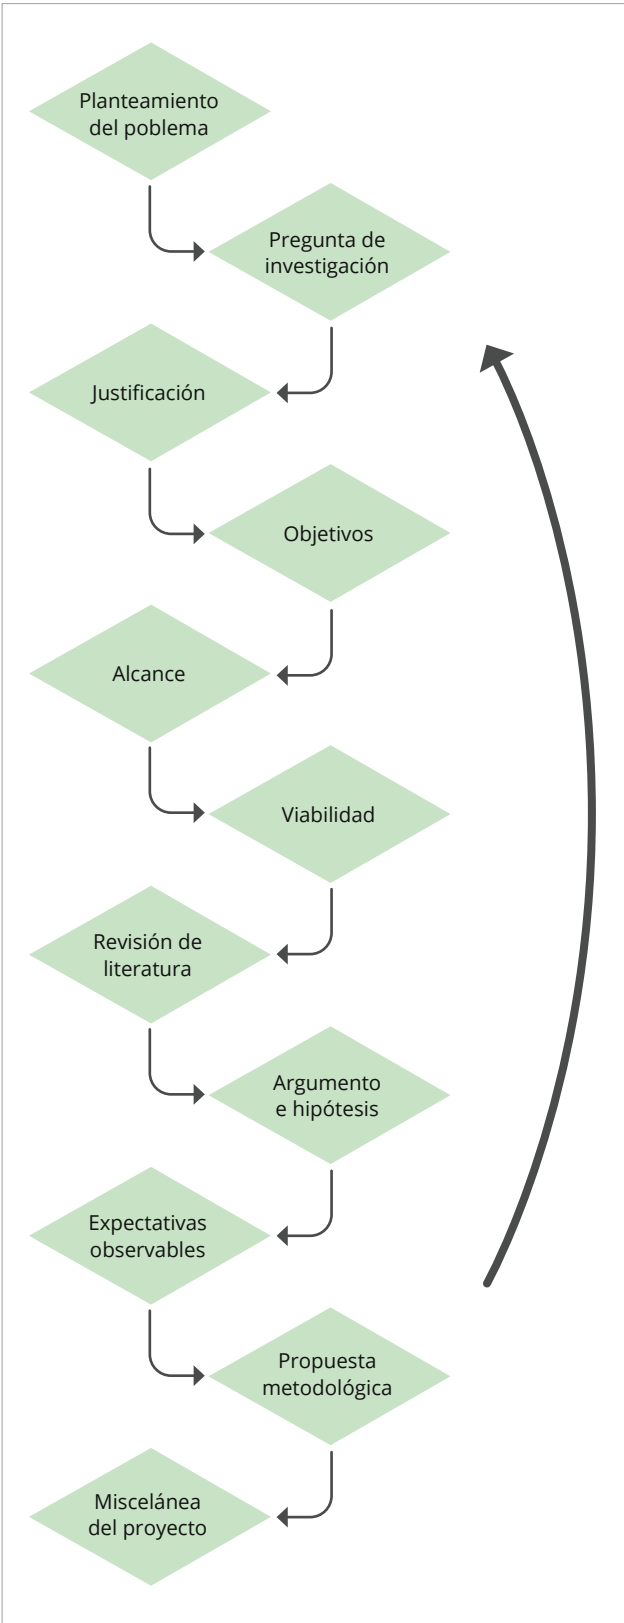 Planteamiento
del poblema
Pregunta de
investigación
Justificación
Objetivos
Alcance
Viabilidad
Revisión de
literatura
Argumento
e hipótesis
Expectativas
observables
Propuesta
metodológica
Miscelánea
del proyecto